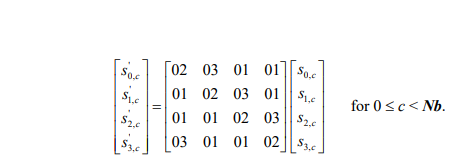 s'0,c 02 03 01 01 s0,c
s'1,c 01 02 03 01 s1,c
= for 0 ≤ c < Nb.
s'2,c 01 01 02 03 s2,c
s'3,c 03 01 01 02 s3,c